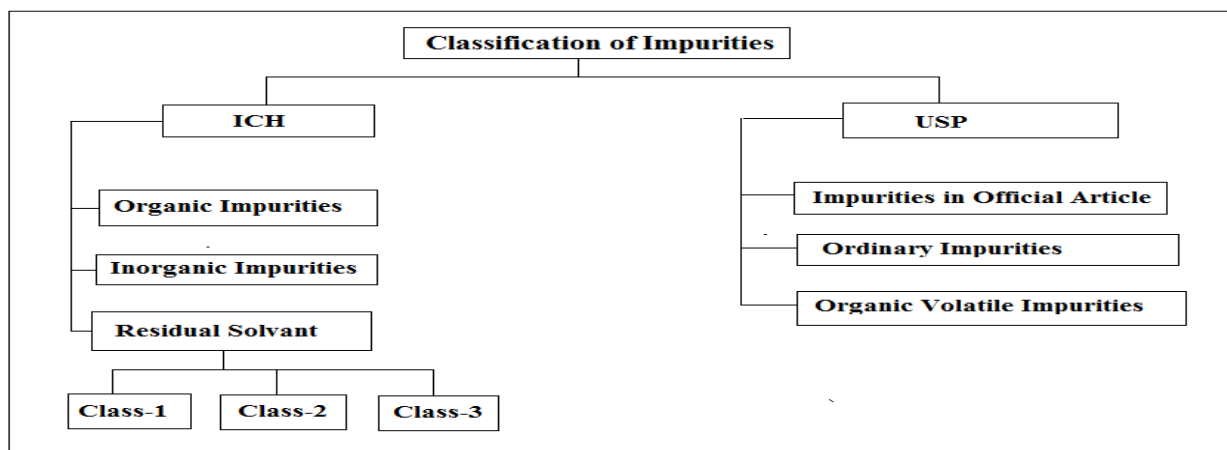 Classification of Impurities
ICH
USP
Organic Impurities
Inorganic Impurities
Residual Solvant
Class-1
Class-2
Class-3
Impurities in Official Article
Ordinary Impurities
Organic Volatile Impurities